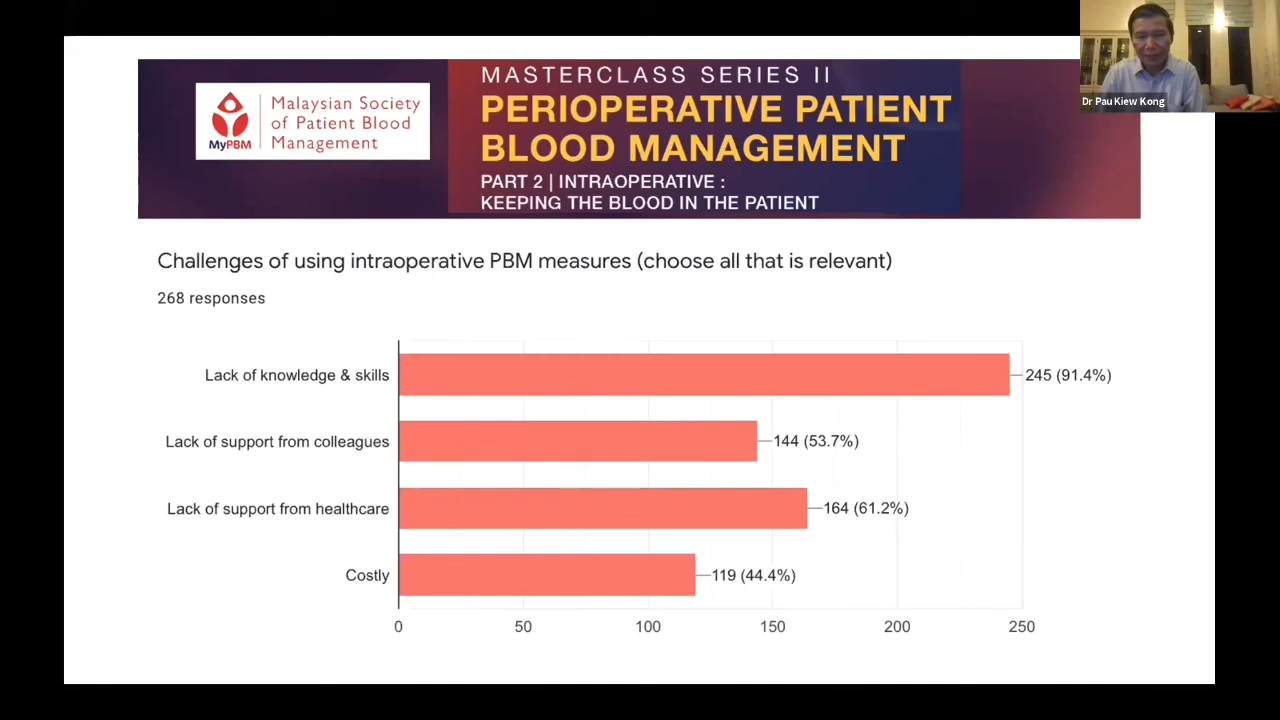 Dr Pau Kiew Kong
MyPBM
Malaysian Society
of Patient Blood
Management
MASTERCLASS SERIES II
PERIOPERATIVE PATIENT
BLOOD MANAGEMENT
PART 2 | INTRAOPERATIVE :
KEEPING THE BLOOD IN THE PATIENT
Challenges of using intraoperative PBM measures (choose all that is relevant)
268 responses
Lack of knowledge & skills
245 (91.4%)
Lack of support from colleagues
144 (53.7%)
Lack of support from healthcare
164 (61.2%)
Costly
119 (44.4%)
0 50 100 150 200 250